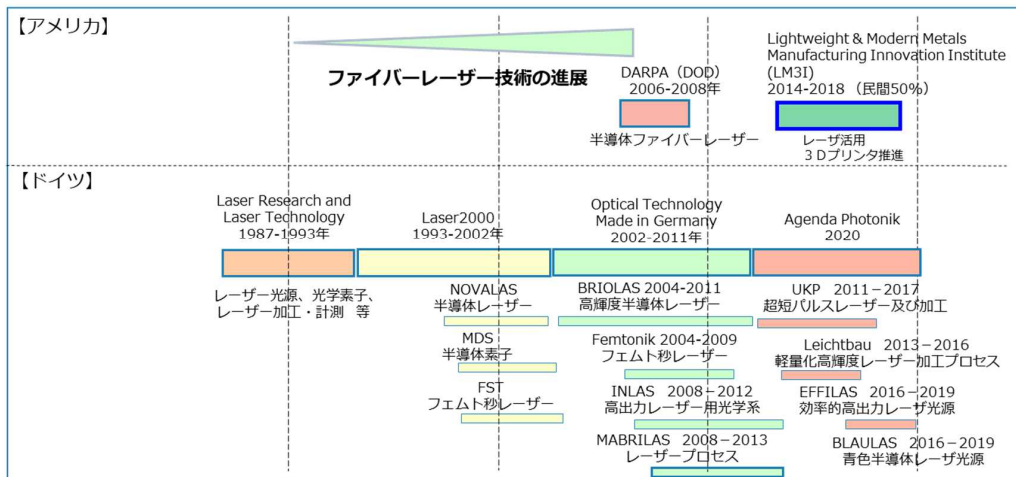 【アメリカ】
ファイバーレーザー技術の進展
DARPA（DOD）
2006-2008年
半導体ファイバーレーザー
Lightweight & Modern Metals
Manufacturing Innovation Institute
(LM3I)
2014-2018 （民間50%）
レーザ活用
３Ｄプリンタ推進
【ドイツ】
Laser Research and
Laser Technology
1987-1993年
レーザー光源、光学素子、
レーザー加工・計測 等
Laser2000
1993-2002年
NOVALAS
半導体レーザー
MDS
半導体素子
FST
フェムト秒レーザー
Optical Technology
Made in Germany
2002-2011年
BRIOLAS 2004-2011
高輝度半導体レーザー
Femtonik 2004-2009
フェムト秒レーザー
INLAS 2008－2012
高出力レーザー用光学系
MABRILAS 2008－2013
レーザープロセス
Agenda Photonik
2020
UKP 2011－2017
超短パルスレーザー及び加工
Leichtbau 2013－2016
軽量化高輝度レーザー加工プロセス
EFFILAS 2016－2019
効率的高出力レーザ光源
BLAULAS 2016－2019
青色半導体レーザ光源